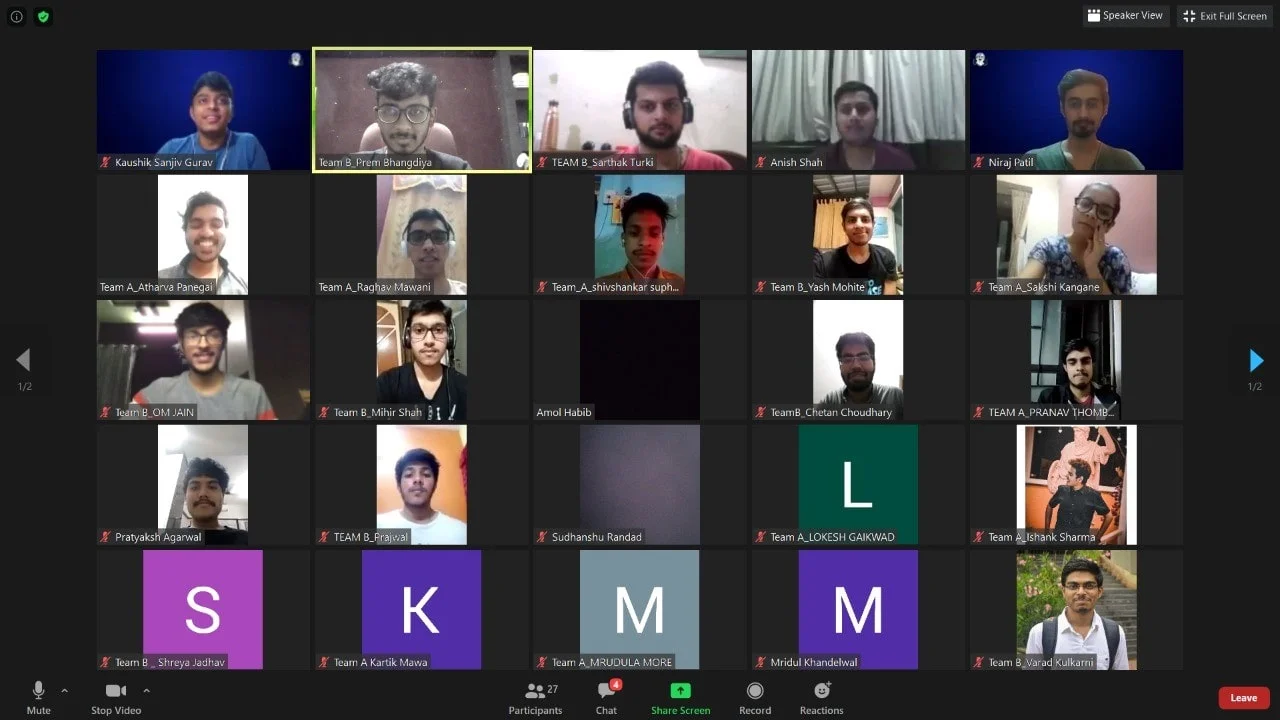 Speaker View
Exit Full Screen
Kaushik Sanjiv Gurav
Team B_Prem Bhangdiya
TEAM B_Sarthak Turki
Anish Shah
Niraj Patil
Team A_Atharva Panegai
Team A_Raghav Mawani
Team_A_shivshankar suph...
Team B_Yash Mohite
Team A_Sakshi Kangane
1/2
1/2
Team B_OM JAIN
Team B_Mihir Shah
Amol Habib
TeamB_Chetan Choudhary
TEAM A_PRANAV THOMB...
Pratyaksh Agarwal
TEAM B_Prajwal
Sudhanshu Randad
L
Team A_LOKESH GAIKWAD
Team A_Ishank Sharma
S
K
M
M
Team B _ Shreya Jadhav
Team A Kartik Mawa
Team A_MRUDULA MORE
Mridul Khandelwal
Team B_Varad Kulkarni
27
4
Mute
Stop Video
Participants
Chat
Share Screen
Record
Reactions
Leave